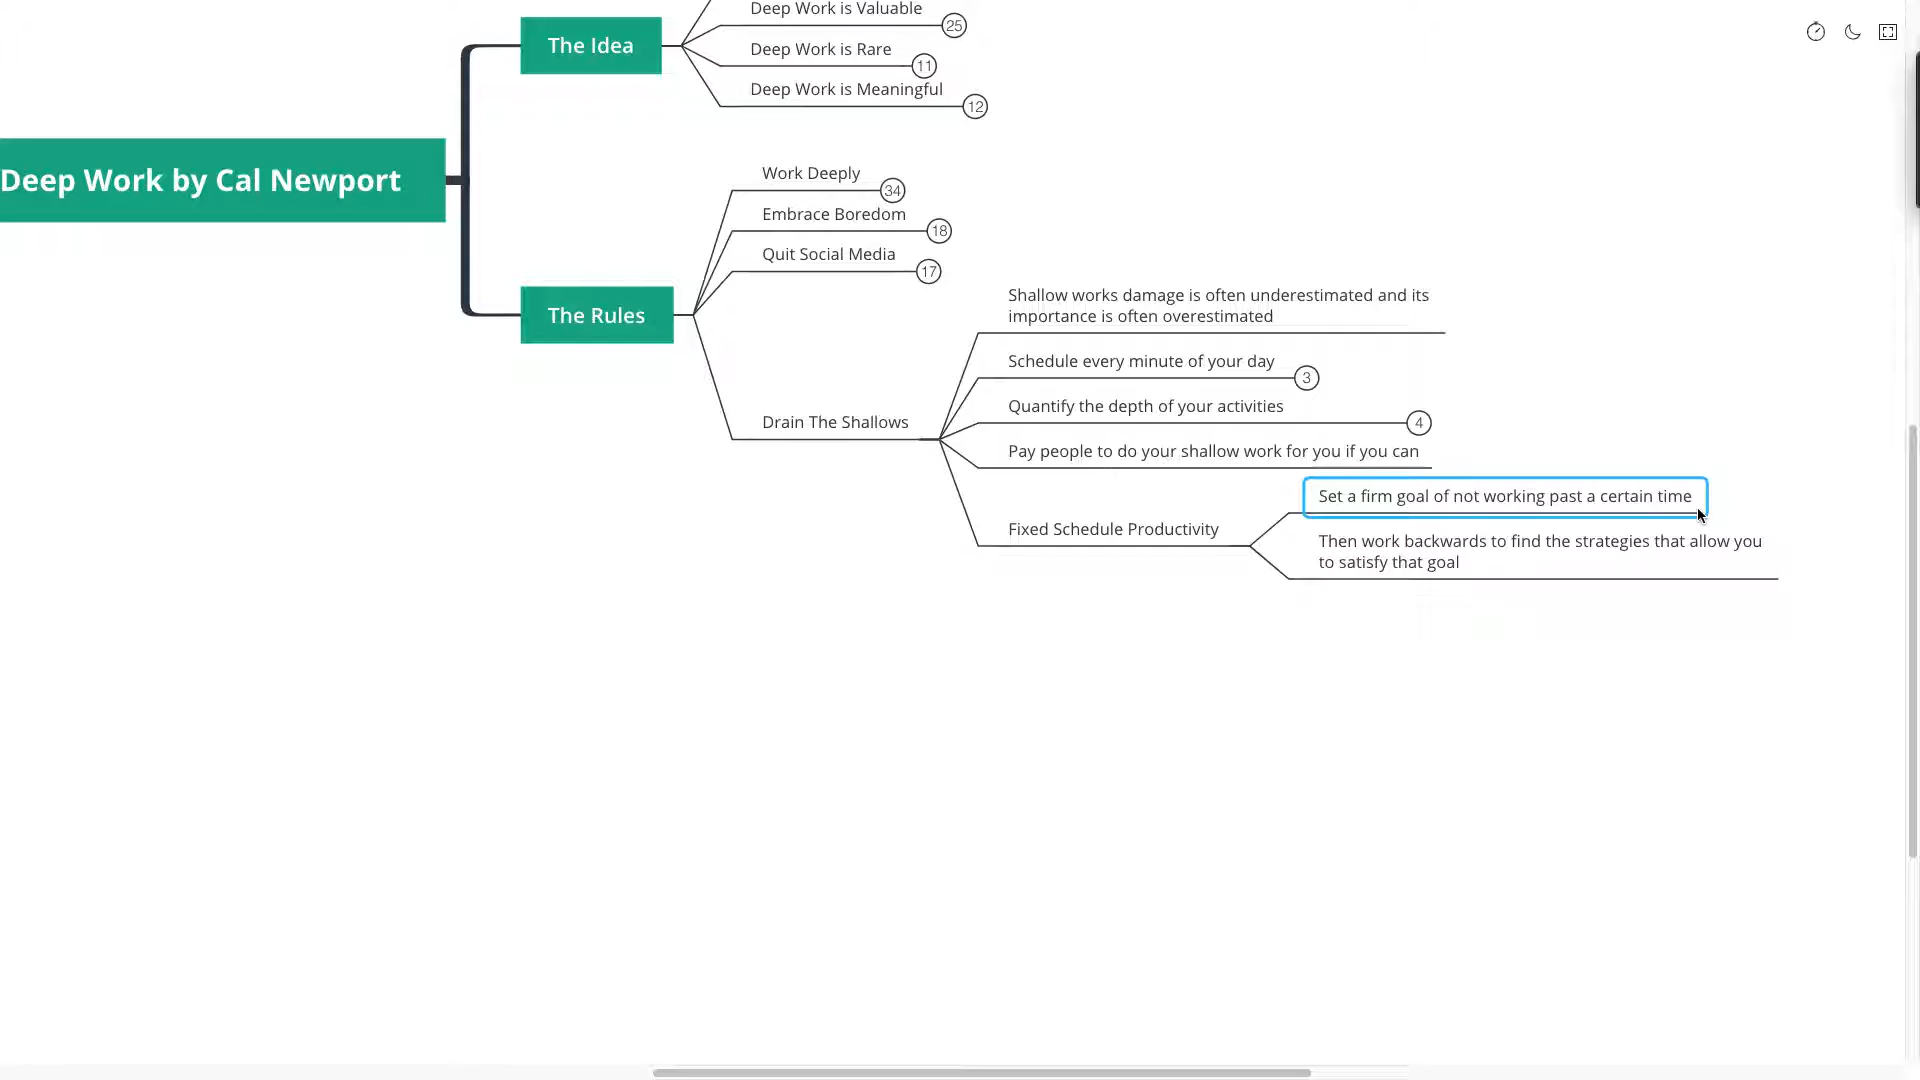 Deep Work by Cal Newport
The Idea
Deep Work is Valuable
25
Deep Work is Rare
11
Deep Work is Meaningful
12
The Rules
Work Deeply
34
Embrace Boredom
18
Quit Social Media
17
Drain The Shallows
Shallow works damage is often underestimated and its
importance is often overestimated
Schedule every minute of your day
3
Quantify the depth of your activities
4
Pay people to do your shallow work for you if you can
Fixed Schedule Productivity
Set a firm goal of not working past a certain time
Then work backwards to find the strategies that allow you
to satisfy that goal